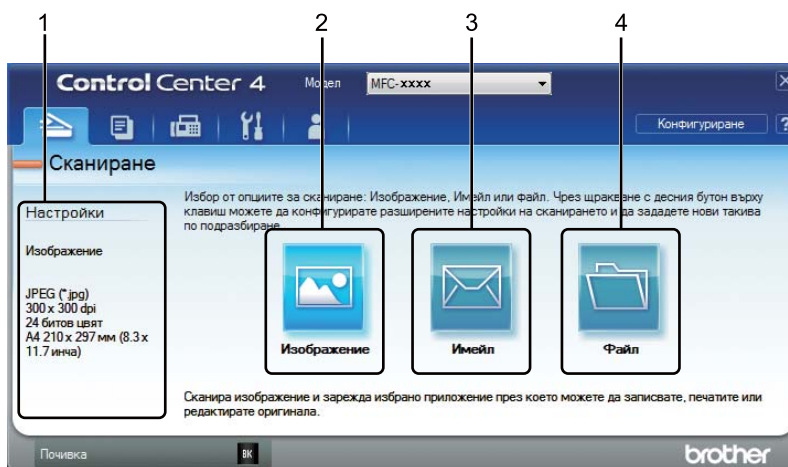 1 2 3 4
Control Center 4 Модел MFC-xxxx
Конфигуриране ?
Сканиране
Избор от опциите за сканиране: Изображение, Имейл или Файл. Чрез щракване с десния бутон върху
клавиш можете да конфигурирате разширените настройки на сканирането и да зададете нови такива
по подразбиране.
Настройки
Изображение
JPEG (*.jpg)
300 x 300 dpi
24 битов цвят
A4 210 x 297 мм (8.3 x
11.7 инча)
Изображение Имейл Файл
Сканира изображение и зарежда избрано приложение през което можете да записвате, печатите или
редактирате оригинала.
Почивка BK brother